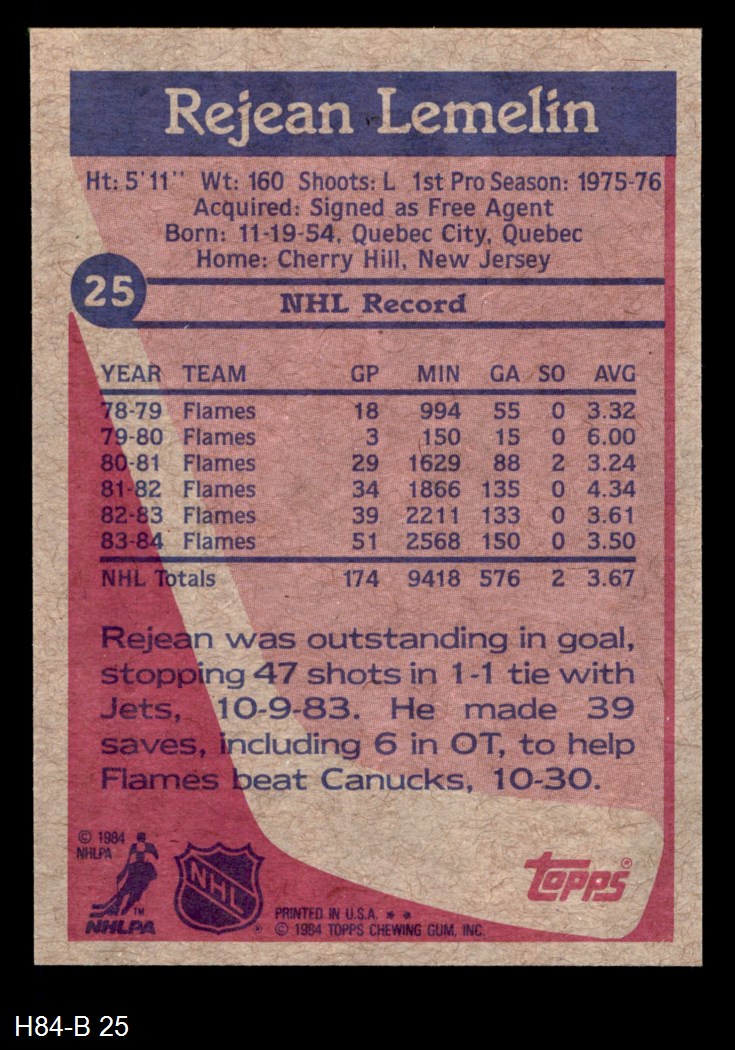 Rejean Lemelin
Ht: 5'11" Wt: 160 Shoots: L 1st Pro Season: 1975-76
Acquired: Signed as Free Agent
Born: 11-19-54, Quebec City, Quebec
Home: Cherry Hill, New Jersey
25
NHL Record
YEAR TEAM GP MIN GA SO AVG
78-79 Flames 18 994 55 0 3.32
79-80 Flames 3 150 15 0 6.00
80-81 Flames 29 1629 88 2 3.24
81-82 Flames 34 1866 135 0 4.34
82-83 Flames 39 2211 133 0 3.61
83-84 Flames 51 2568 150 0 3.50
NHL Totals 174 9418 576 2 3.67
Rejean was outstanding in goal,
stopping 47 shots in 1-1 tie with
Jets, 10-9-83. He made 39
saves, including 6 in OT, to help
Flames beat Canucks, 10-30.
© 1984
NHLPA
TM
NHLPA
NHL
®
PRINTED IN U.S.A. **
© 1984 TOPPS CHEWING GUM, INC.
topps®
H84-B 25